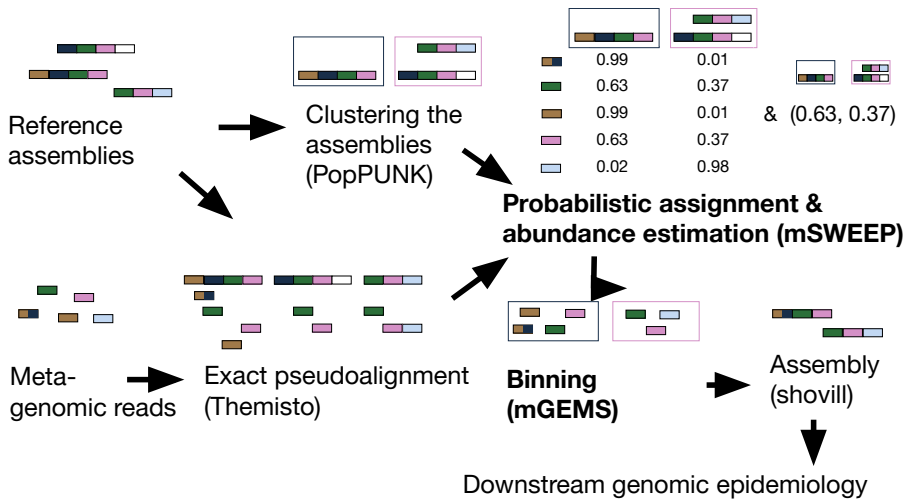 0.99 0.01
0.63 0.37
0.99 0.01
0.63 0.37
0.02 0.98
& (0.63, 0.37)
Reference
assemblies
Clustering the
assemblies
(PopPUNK)
Probabilistic assignment &
abundance estimation (mSWEEP)
Meta-
genomic reads
Exact pseudoalignment
(Themisto)
Binning
(mGEMS)
Assembly
(shovill)
Downstream genomic epidemiology